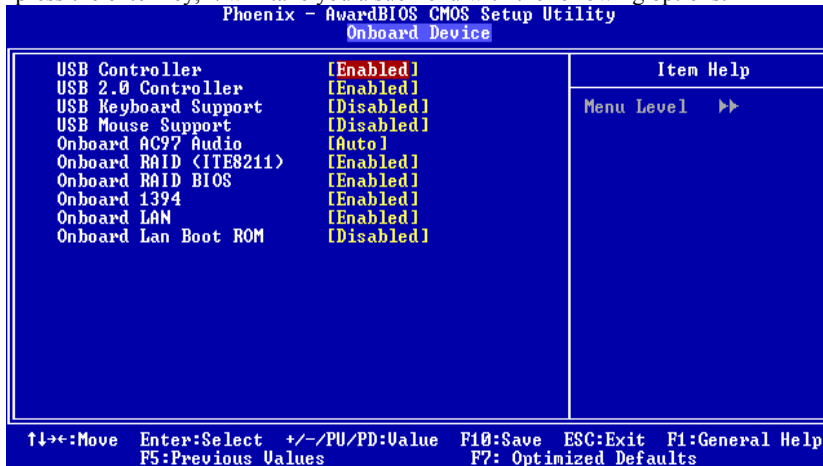 Phoenix - AwardBIOS CMOS Setup Utility
Onboard Device
USB Controller [Enabled]
USB 2.0 Controller [Enabled]
USB Keyboard Support [Disabled]
USB Mouse Support [Disabled]
Onboard AC97 Audio [Auto]
Onboard RAID (ITE8211) [Enabled]
Onboard RAID BIOS [Enabled]
Onboard 1394 [Enabled]
Onboard LAN [Enabled]
Onboard Lan Boot ROM [Disabled]
Item Help
Menu Level ▶▶
↑↓→←:Move Enter:Select +/-/PU/PD:Value F10:Save ESC:Exit F1:General Help
F5:Previous Values F7: Optimized Defaults